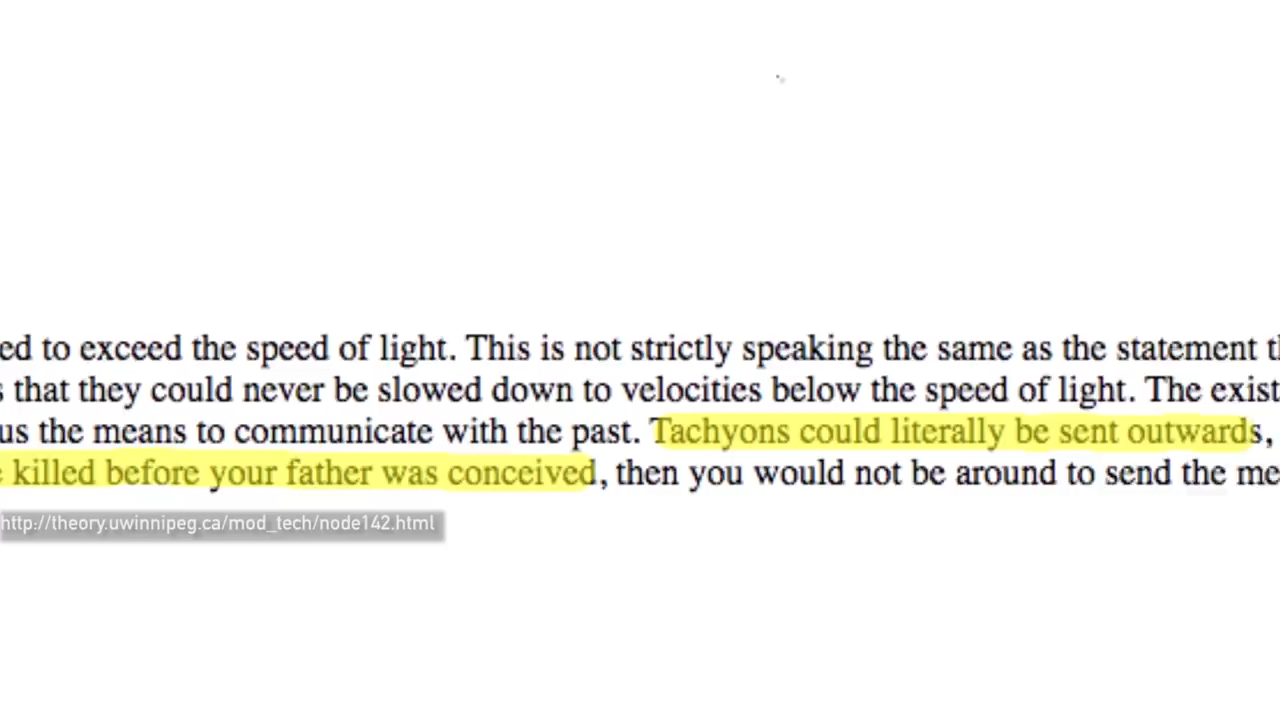 ed to exceed the speed of light. This is not strictly speaking the same as the statement th
s that they could never be slowed down to velocities below the speed of light. The exist
us the means to communicate with the past. Tachyons could literally be sent outwards,
e killed before your father was conceived, then you would not be around to send the me
http://theory.uwinnipeg.ca/mod_tech/node142.html